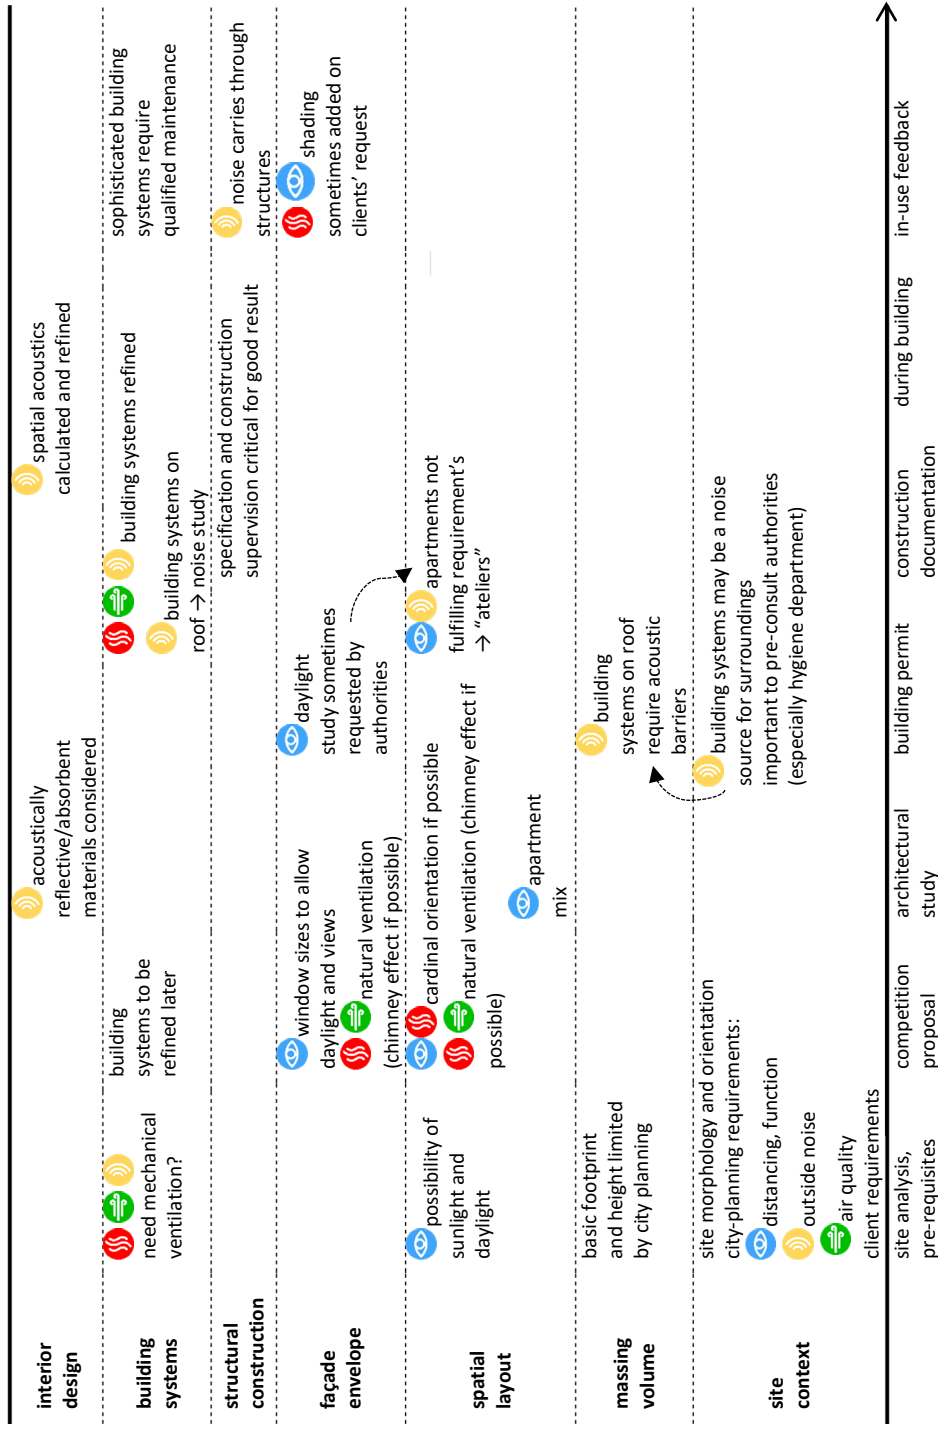 interior
design
acoustically
reflective/absorbent
materials considered
spatial acoustics
calculated and refined
building
systems
need mechanical
ventilation?
building
systems to be
refined later
building systems refined
building systems on
roof → noise study
sophisticated building
systems require
qualified maintenance
structural
construction
specification and construction
supervision critical for good result
noise carries through
structures
façade
envelope
window sizes to allow
daylight and views
natural ventilation
(chimney effect if possible)
daylight
study sometimes
requested by
authorities
shading
sometimes added on
clients' request
spatial
layout
possibility of
sunlight and
daylight
cardinal orientation if possible
natural ventilation (chimney effect if
possible)
apartment
mix
apartments not
fulfilling requirement's
→ "ateliers"
massing
volume
basic footprint
and height limited
by city planning
building
systems on roof
require acoustic
barriers
site
context
site morphology and orientation
city-planning requirements:
distancing, function
outside noise
air quality
client requirements
building systems may be a noise
source for surroundings
important to pre-consult authorities
(especially hygiene department)
site analysis,
pre-requisites
competition
proposal
architectural
study
building permit
construction
documentation
during building
in-use feedback